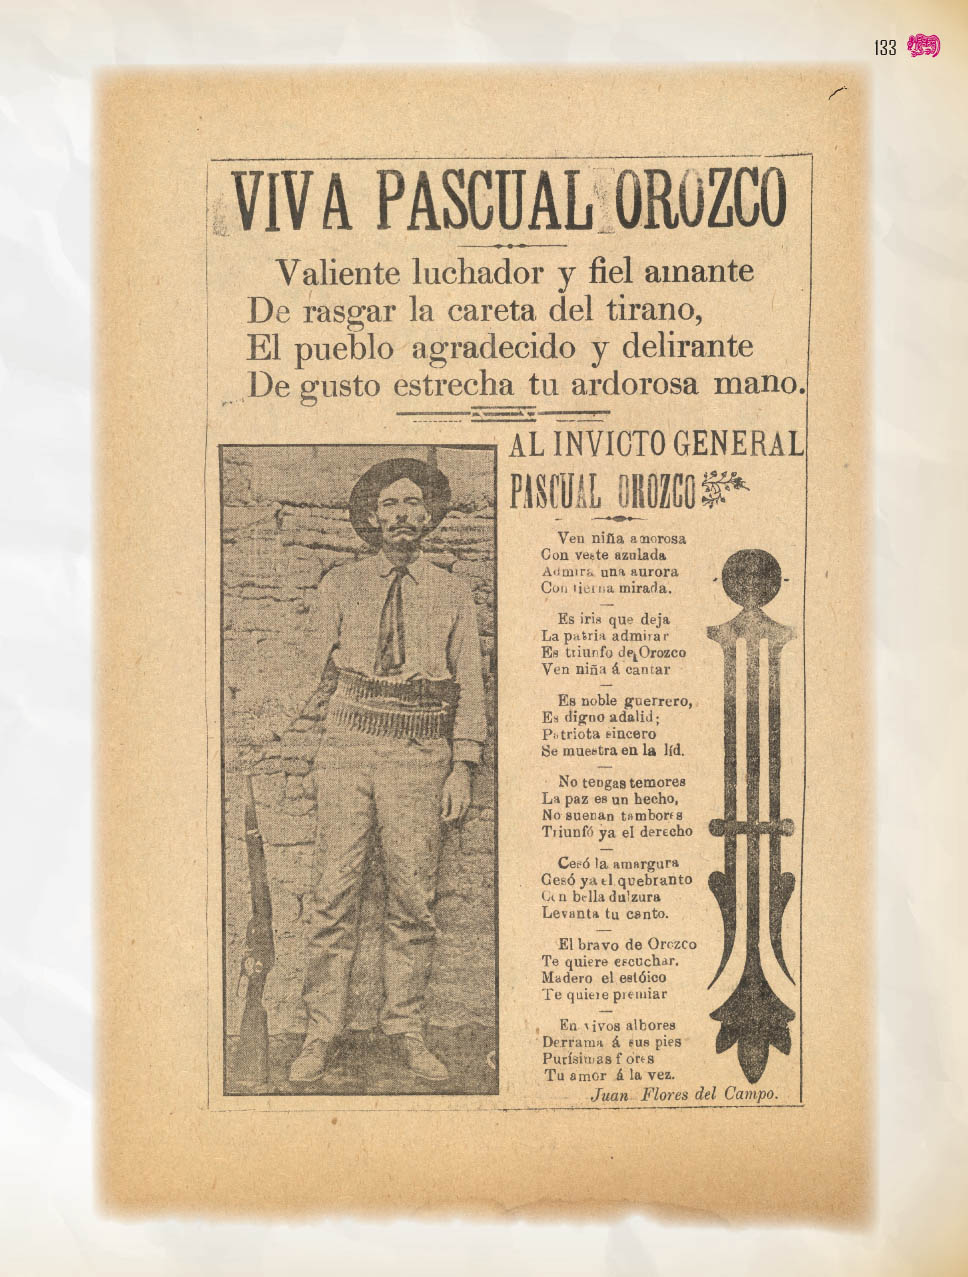 133
VIVA PASCUAL OROZCO
Valiente luchador y fiel amante
De rasgar la careta del tirano,
El pueblo agradecido y delirante
De gusto estrecha tu ardorosa mano.
AL INVICTO GENERAL
PASCUAL OROZCO
Ven niña amorosa
Con veste azulada
Admira una aurora
Con tierna mirada.
Es iris que deja
La patria admirar
Es triunfo de Orozco
Ven niña á cantar
Es noble guerrero,
Es digno adalid;
Patriota sincero
Se muestra en la líd.
No tengas temores
La paz es un hecho,
No suenan tambores
Triunfó ya el derecho
Cesó la amargura
Cesó ya el quebranto
Con bella dulzura
Levanta tu canto.
El bravo de Orozco
Te quiere escuchar.
Madero el estóico
Te quiere premiar
En vivos albores
Derrama á sus pies
Purísimas flores
Tu amor á la vez.
Juan Flores del Campo.